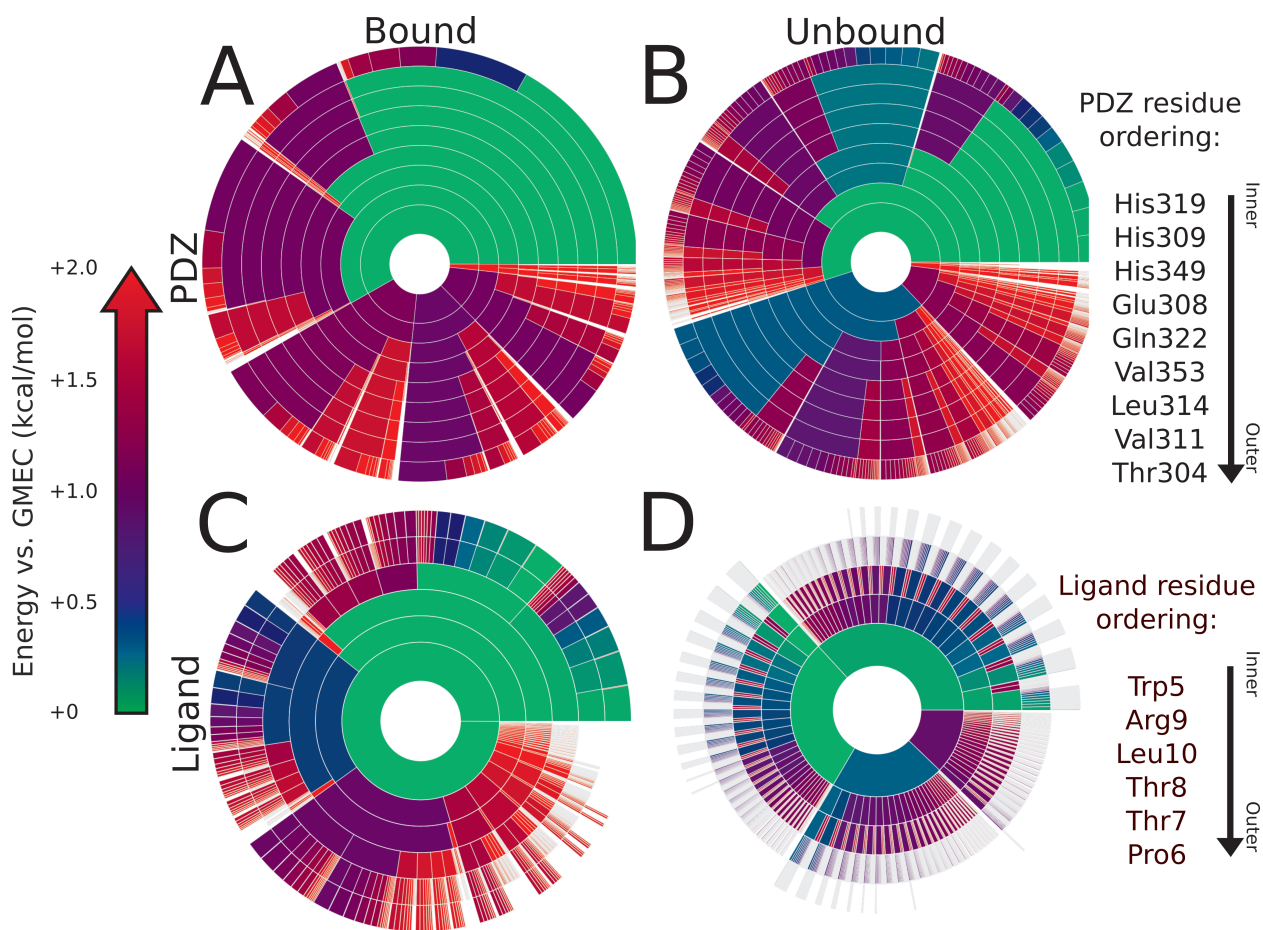 Bound
Unbound
A
B
PDZ residue
ordering:
Inner
His319
His309
His349
Glu308
Gln322
Val353
Leu314
Val311
Thr304
Outer
PDZ
Energy vs. GMEC (kcal/mol)
+2.0
+1.5
+1.0
+0.5
+0
C
D
Ligand
Ligand residue
ordering:
Inner
Trp5
Arg9
Leu10
Thr8
Thr7
Pro6
Outer